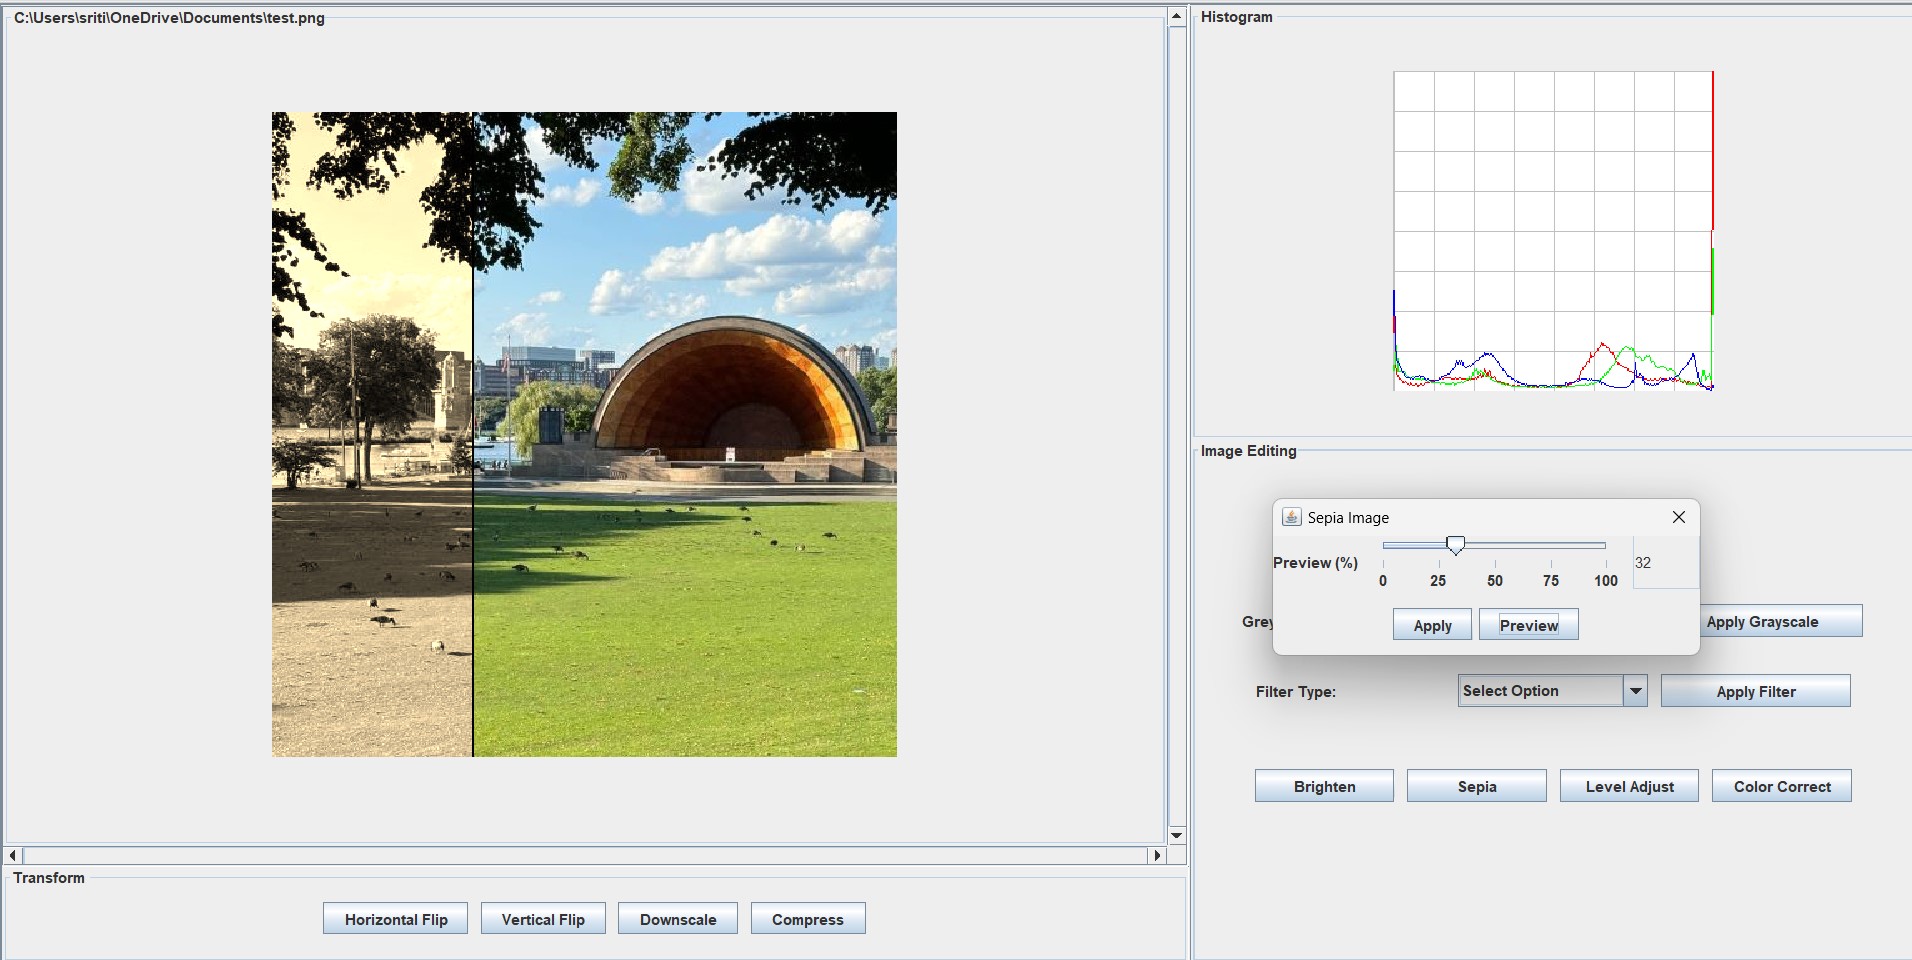 C:\Users\sriti\OneDrive\Documents\test.png
Histogram
Image Editing
Sepia Image
Preview (%)
0 25 50 75 100
32
Apply Preview
Grey
Apply Grayscale
Filter Type: Select Option Apply Filter
Brighten Sepia Level Adjust Color Correct
Transform
Horizontal Flip Vertical Flip Downscale Compress